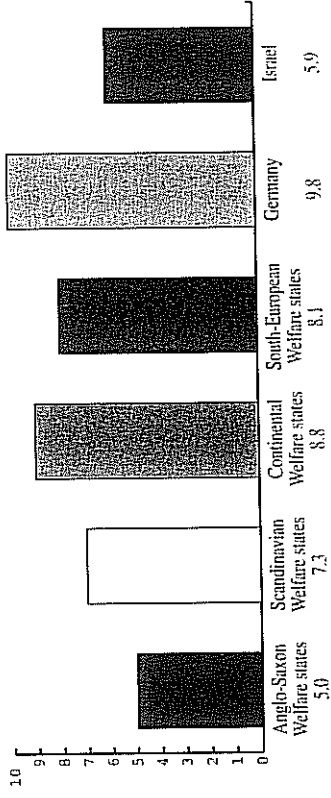 10
9
8
7
6
5
4
3
2
1
0
Anglo-Saxon
Welfare states
5.0
Scandinavian
Welfare states
7.3
Continental
Welfare states
8.8
South-European
Welfare states
8.1
Germany
9.8
Israel
5.9